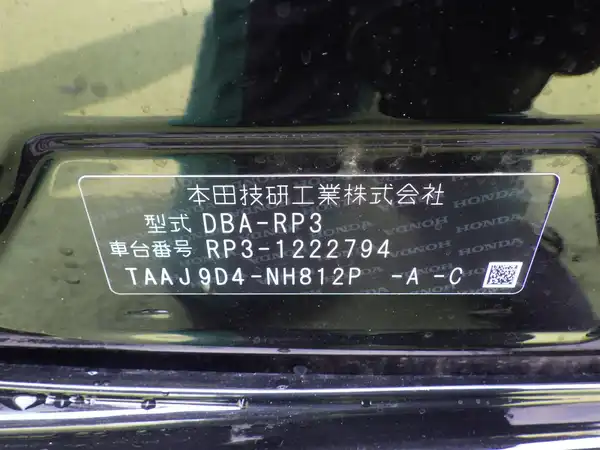 本田技研工業株式会社
型式 DBA-RP3
車台番号 RP3-1222794
TAAJ9D4-NH812P -A -C